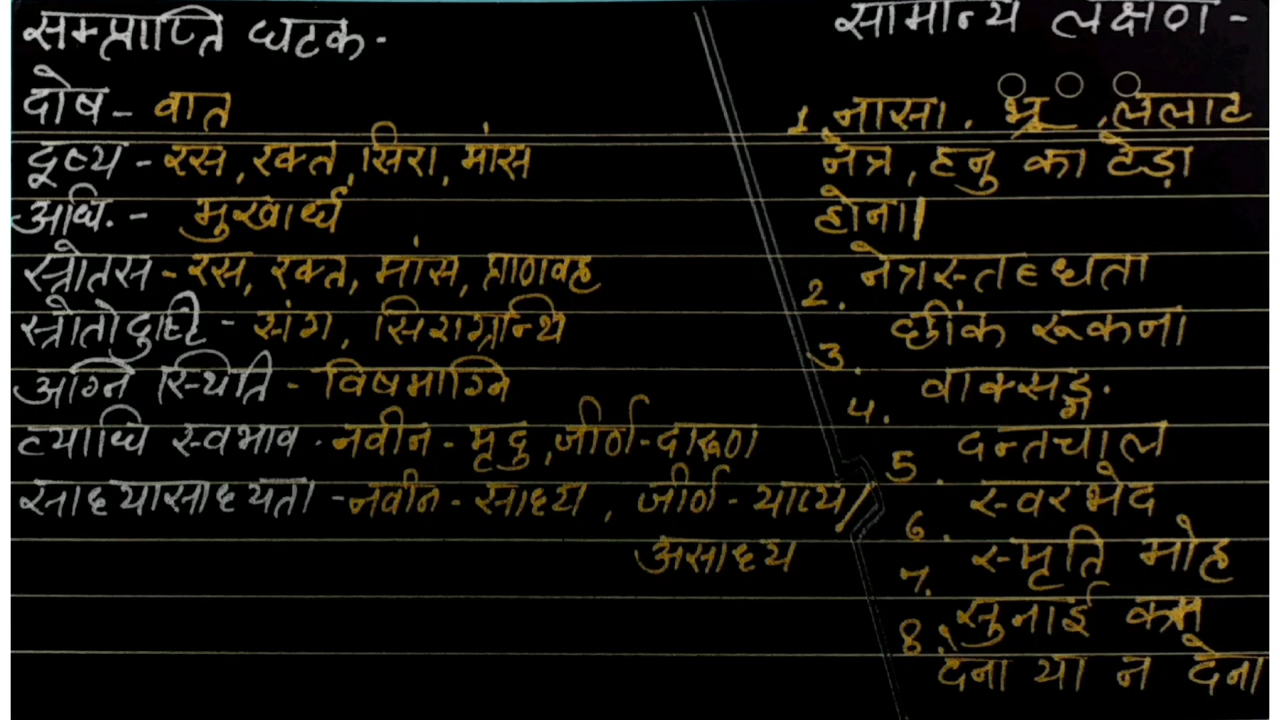 सम्प्राप्ति घटक-
दोष - वात
दूष्य - रस, रक्त, सिरा, मांस
अधि. - मुखार्ध
स्त्रोतस - रस, रक्त, मांस, प्राणवह
स्त्रोतोदुष्टि - संग, सिराग्रन्थि
अग्नि स्थिति - विषमाग्नि
व्याधि स्वभाव - नवीन - मृदु, जीर्ण - दारूण
साध्यासाध्यता - नवीन - साध्य, जीर्ण - याप्य/
असाध्य
सामान्य लक्षण -
1. नासा, भ्रू, ललाट
नेत्र, हनु का टेड़ा
होना।
2. नेत्रस्तब्धता
3. छींक रूकना
4. वाक्सङ्ग
5. दन्तचाल
6. स्वरभेद
7. स्मृति मोह
8. सुनाई कम
देना या न देना